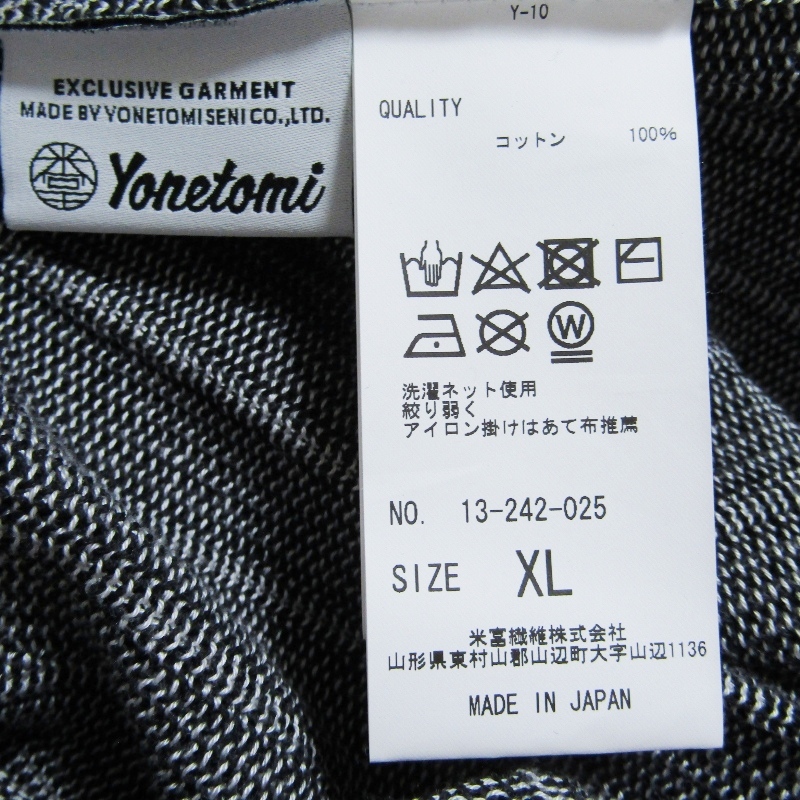 EXCLUSIVE GARMENT
MADE BY YONETOMI SENI CO.,LTD.
Yonetomi
Y-10
QUALITY
コットン 100%
W
洗濯ネット使用
絞り弱く
アイロン掛けはあて布推薦
NO. 13-242-025
SIZE XL
米富繊維株式会社
山形県東村山郡山辺町大字山辺1136
MADE IN JAPAN